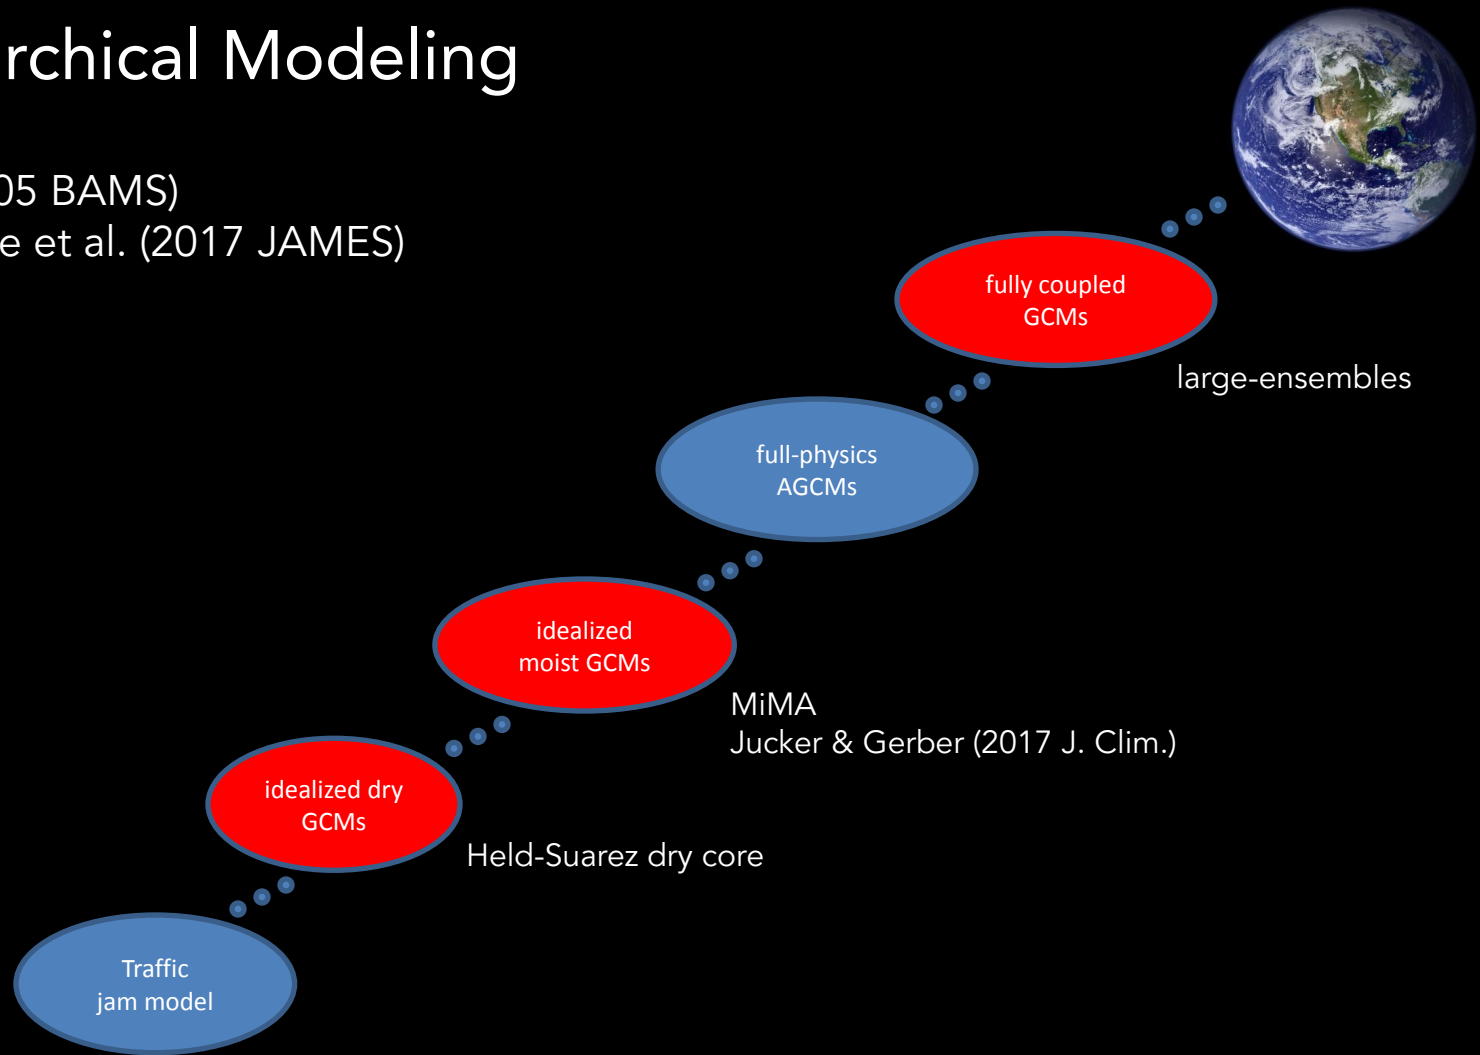 rchical Modeling
05 BAMS)
e et al. (2017 JAMES)
fully coupled
GCMs
large-ensembles
full-physics
AGCMs
idealized
moist GCMs
MiMA
Jucker & Gerber (2017 J. Clim.)
idealized dry
GCMs
Held-Suarez dry core
Traffic
jam model